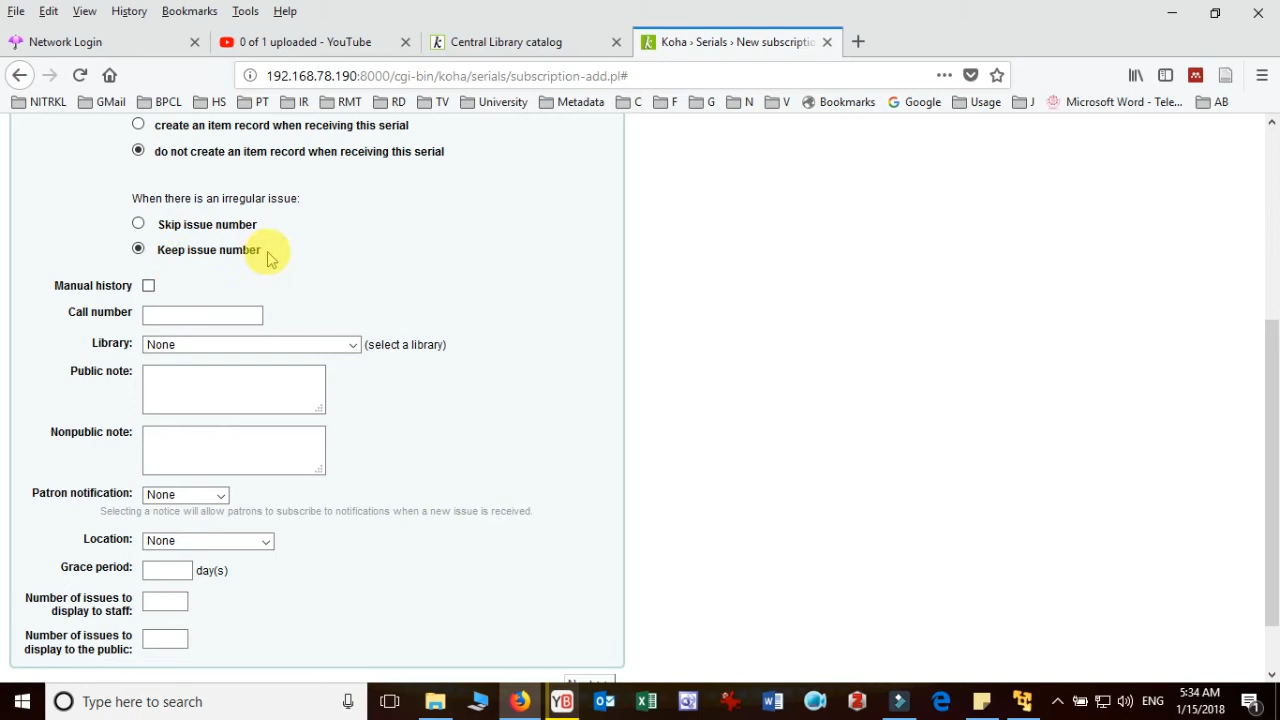 File Edit View History Bookmarks Tools Help
Network Login
0 of 1 uploaded - YouTube
Central Library catalog
Koha › Serials › New subscriptio
192.168.78.190:8000/cgi-bin/koha/serials/subscription-add.pl#
NITRKL GMail BPCL HS PT IR RMT RD TV University Metadata C F G N V Bookmarks Google Usage J Microsoft Word - Tele... AB
create an item record when receiving this serial
do not create an item record when receiving this serial
When there is an irregular issue:
Skip issue number
Keep issue number
Manual history
Call number
Library: None (select a library)
Public note:
Nonpublic note:
Patron notification: None
Selecting a notice will allow patrons to subscribe to notifications when a new issue is received.
Location: None
Grace period: day(s)
Number of issues to
display to staff:
Number of issues to
display to the public:
Type here to search
ENG
5:34 AM
1/15/2018